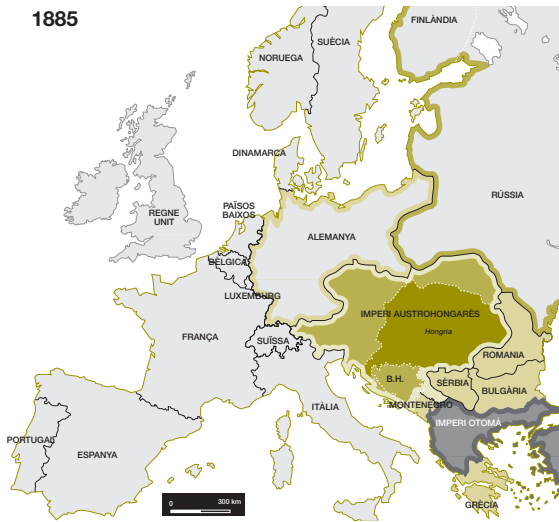 1885
FINLÀNDIA
SUÈCIA
NORUEGA
DINAMARCA
RÚSSIA
PAÏSOS
BAIXOS
REGNE
UNIT
ALEMANYA
BÈLGICA
LUXEMBURG
IMPERI AUSTROHONGARÈS
Hongria
FRANÇA
SUÏSSA
ROMANIA
B.H.
SÈRBIA
BULGÀRIA
MONTENEGRO
ITÀLIA
IMPERI OTOMÀ
PORTUGAL
ESPANYA
GRÈCIA
0
300 km